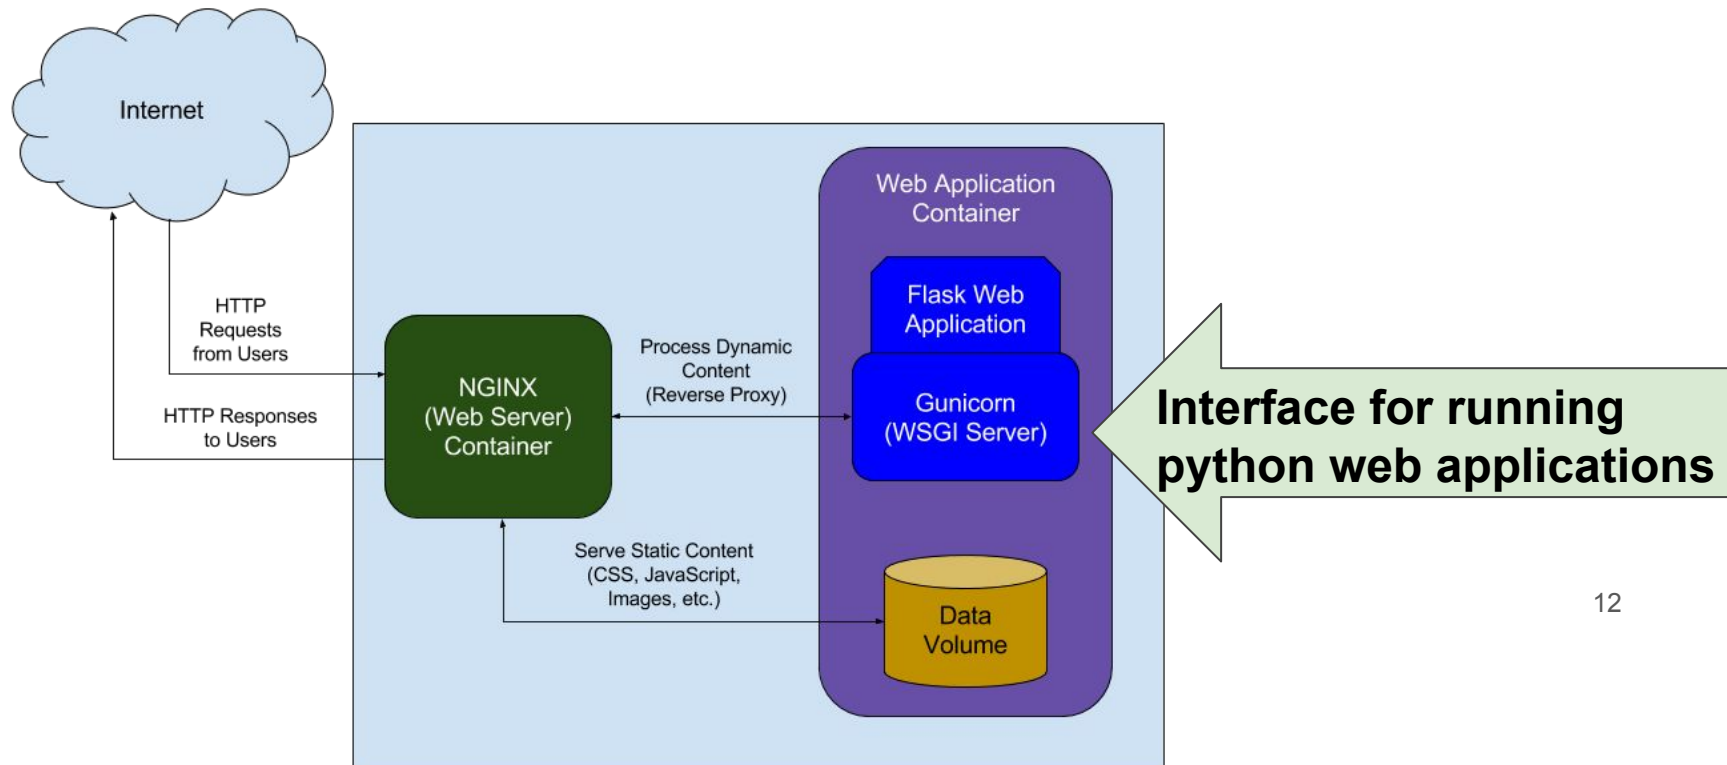 Internet
HTTP
Requests
from Users
HTTP Responses
to Users
NGINX
(Web Server)
Container
Process Dynamic
Content
(Reverse Proxy)
Serve Static Content
(CSS, JavaScript,
Images, etc.)
Web Application
Container
Flask Web
Application
Gunicorn
(WSGI Server)
Data
Volume
Interface for running
python web applications
12